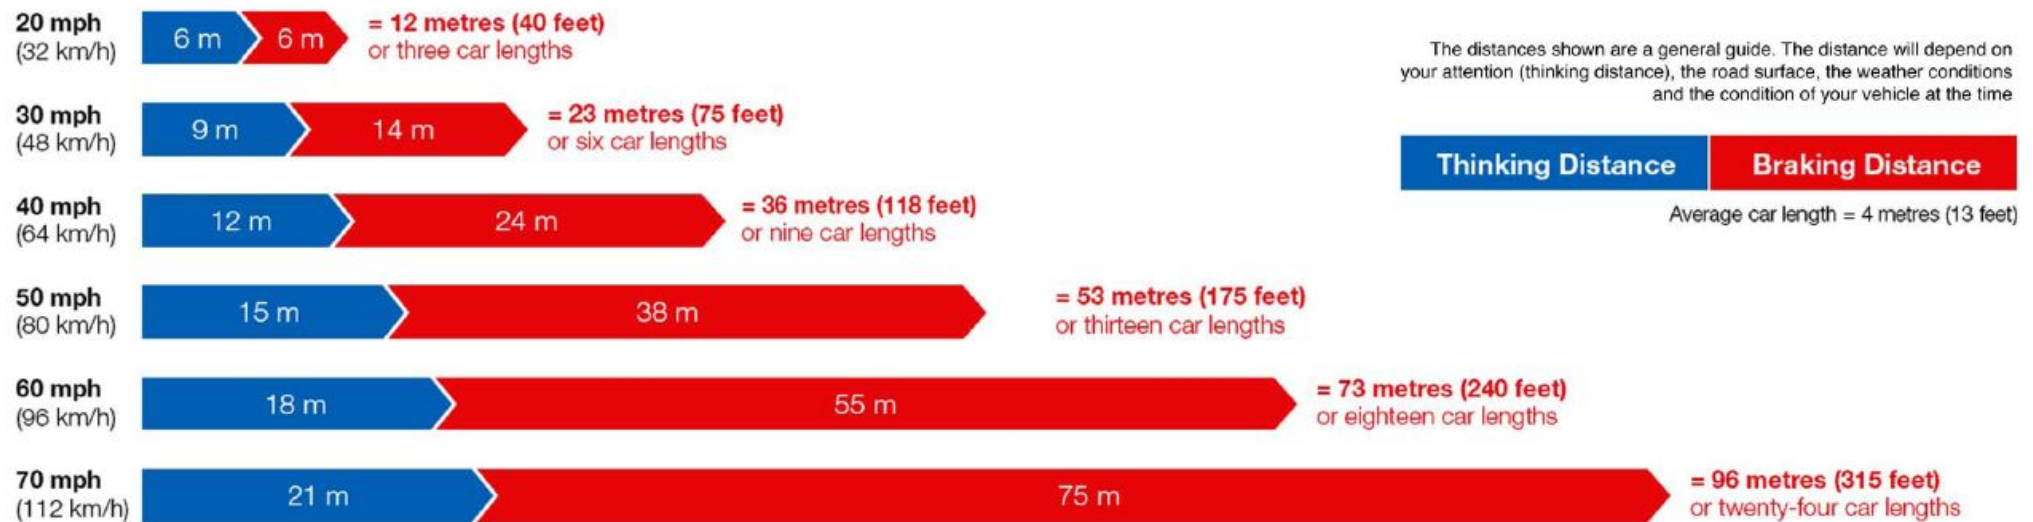 20 mph
(32 km/h)
6 m
6 m
= 12 metres (40 feet)
or three car lengths
The distances shown are a general guide. The distance will depend on
your attention (thinking distance), the road surface, the weather conditions
and the condition of your vehicle at the time
30 mph
(48 km/h)
9 m
14 m
= 23 metres (75 feet)
or six car lengths
Thinking Distance
Braking Distance
Average car length = 4 metres (13 feet)
40 mph
(64 km/h)
12 m
24 m
= 36 metres (118 feet)
or nine car lengths
50 mph
(80 km/h)
15 m
38 m
= 53 metres (175 feet)
or thirteen car lengths
60 mph
(96 km/h)
18 m
55 m
= 73 metres (240 feet)
or eighteen car lengths
70 mph
(112 km/h)
21 m
75 m
= 96 metres (315 feet)
or twenty-four car lengths